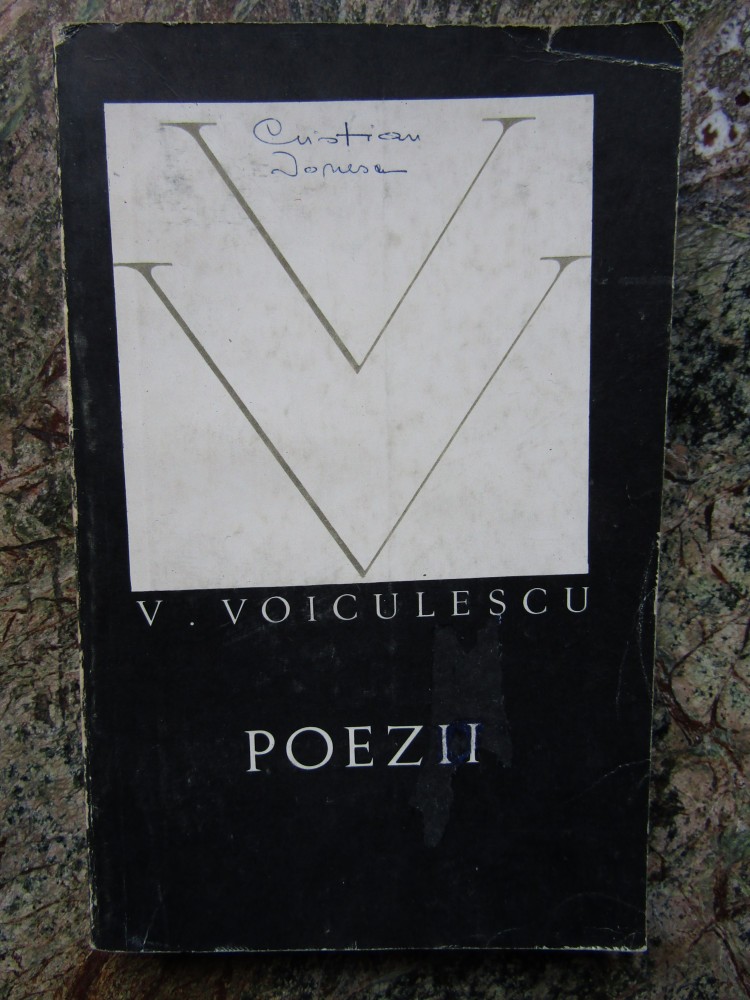 Cristian
Ionescu
V. VOICULESCU
POEZII